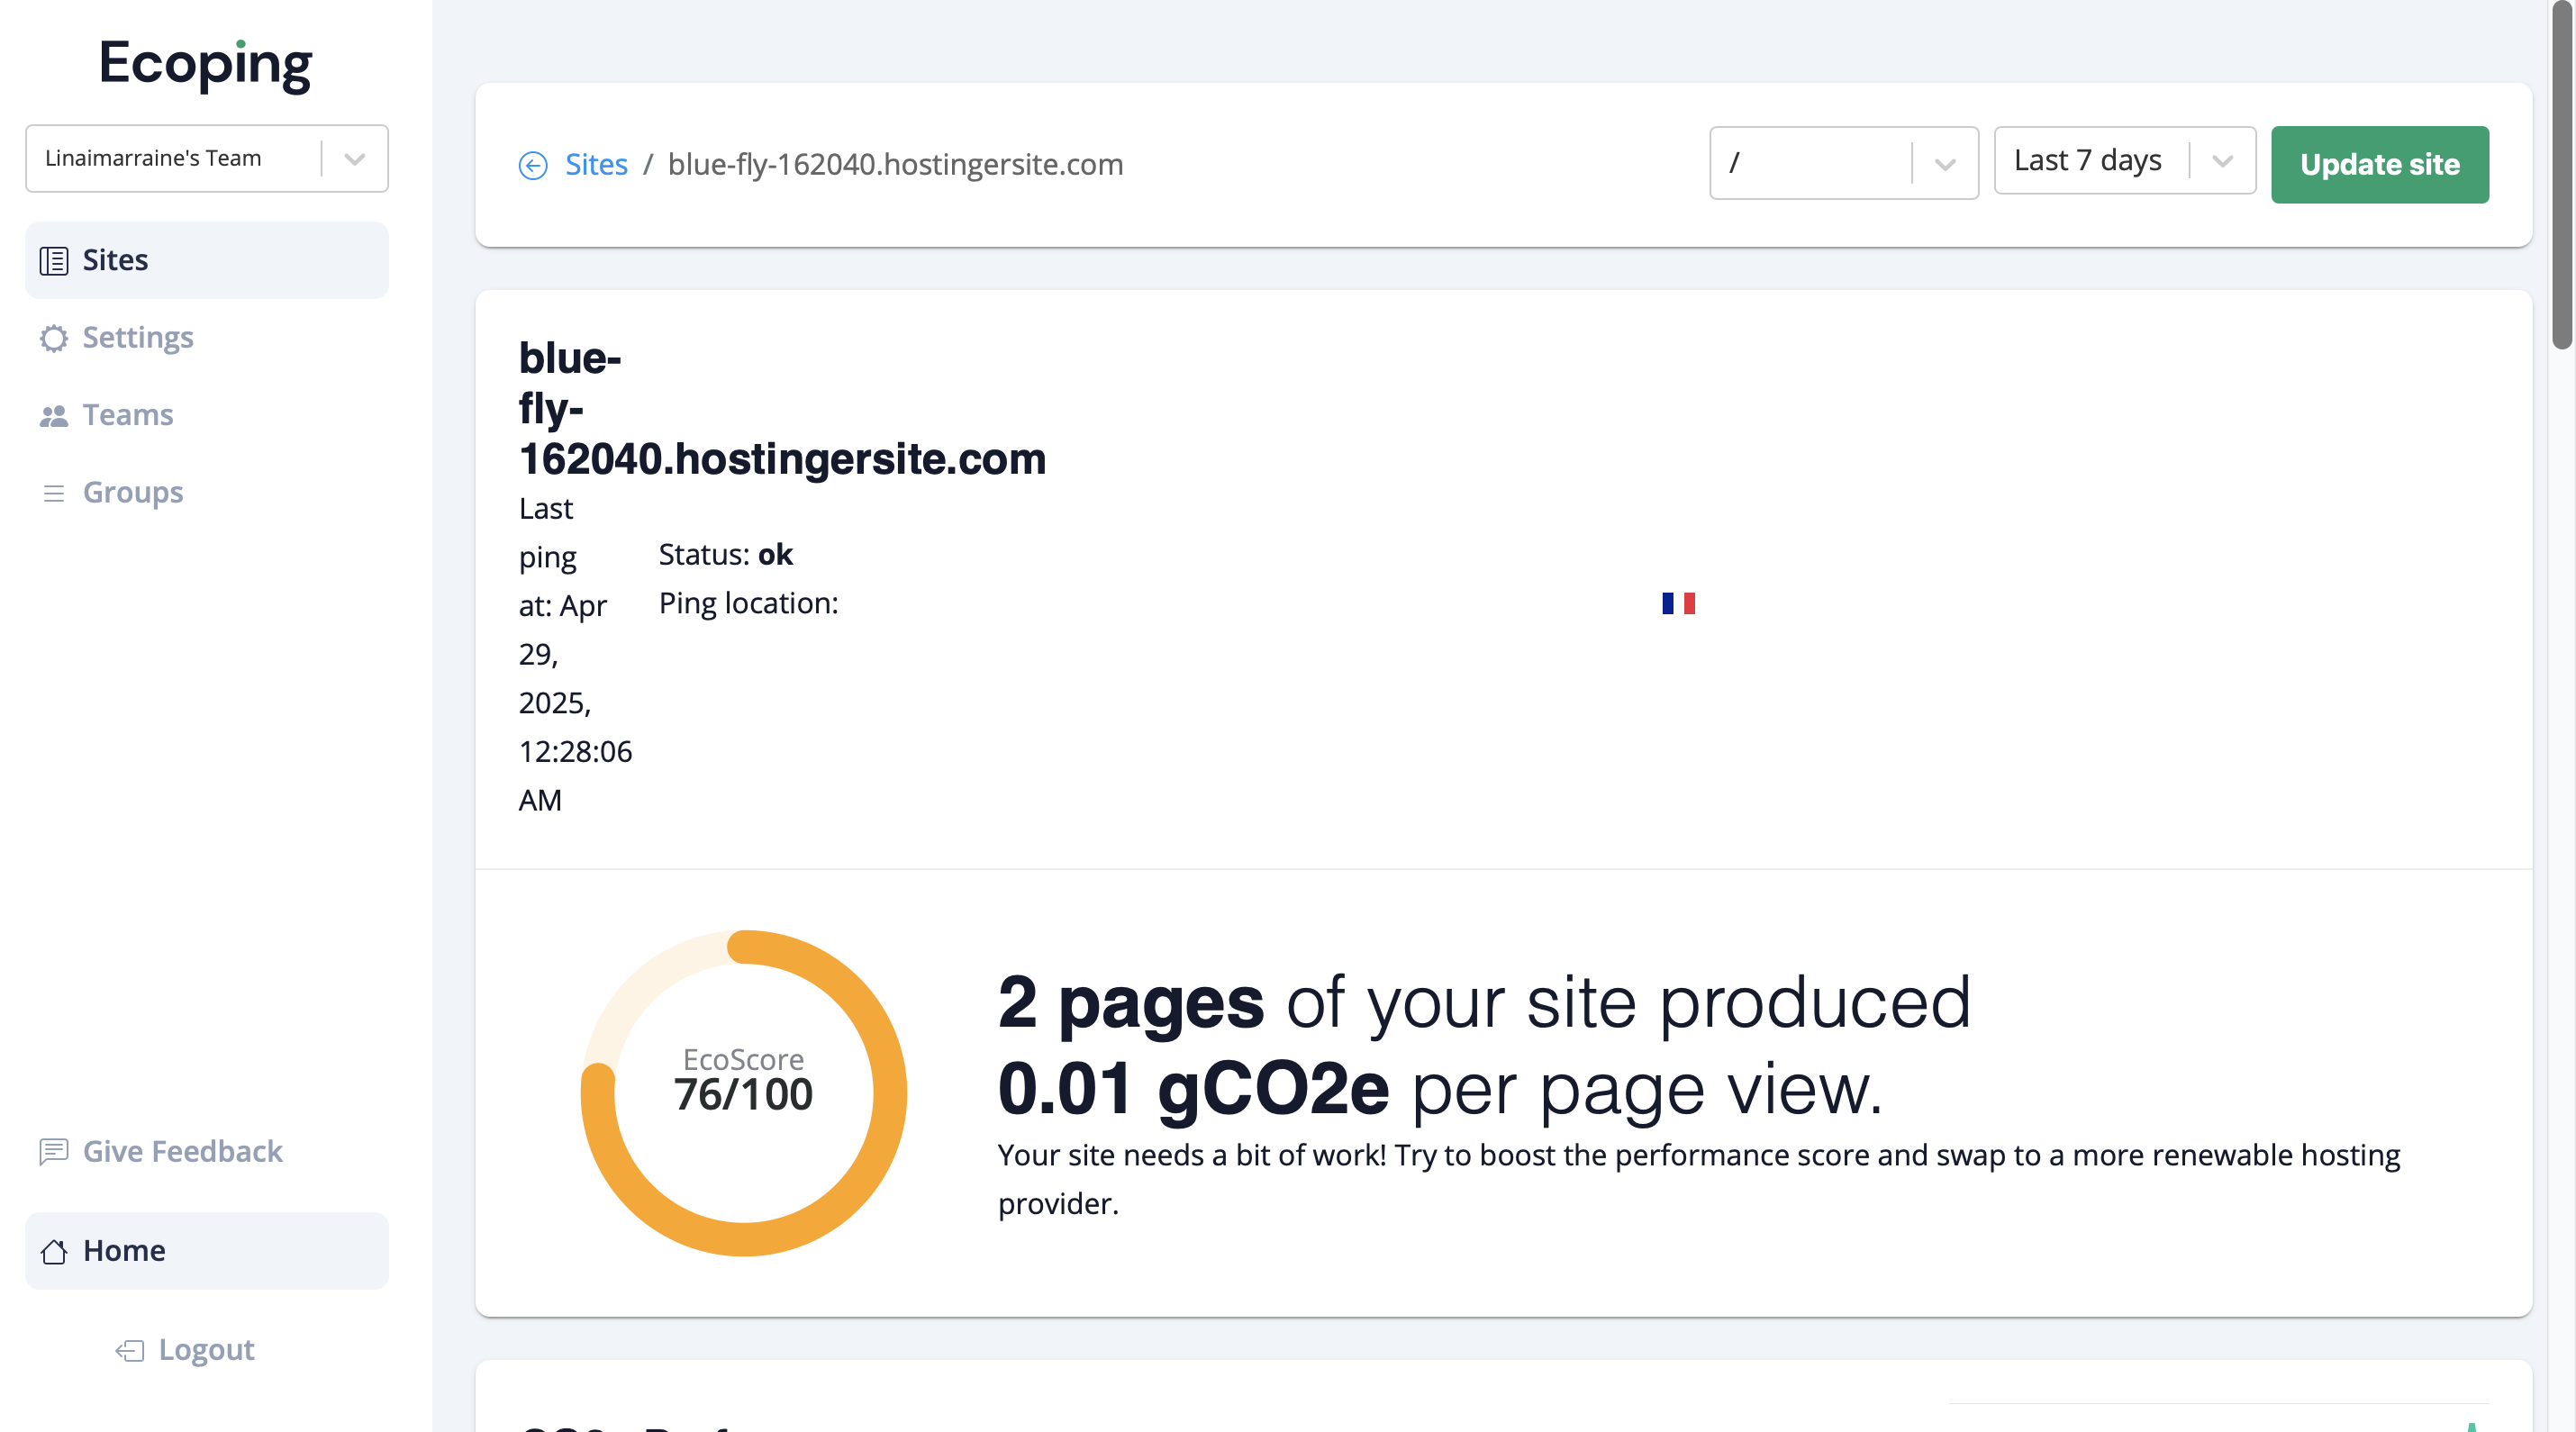 Ecoping
Linaimarraine's Team
Sites
Settings
Teams
Groups
Give Feedback
Home
Logout
Sites / blue-fly-162040.hostingersite.com
/
Last 7 days
Update site
blue-
fly-
162040.hostingersite.com
Last
ping
at: Apr
29,
2025,
12:28:06
AM
Status: ok
Ping location:
EcoScore
76/100
2 pages of your site produced
0.01 gCO2e per page view.
Your site needs a bit of work! Try to boost the performance score and swap to a more renewable hosting
provider.